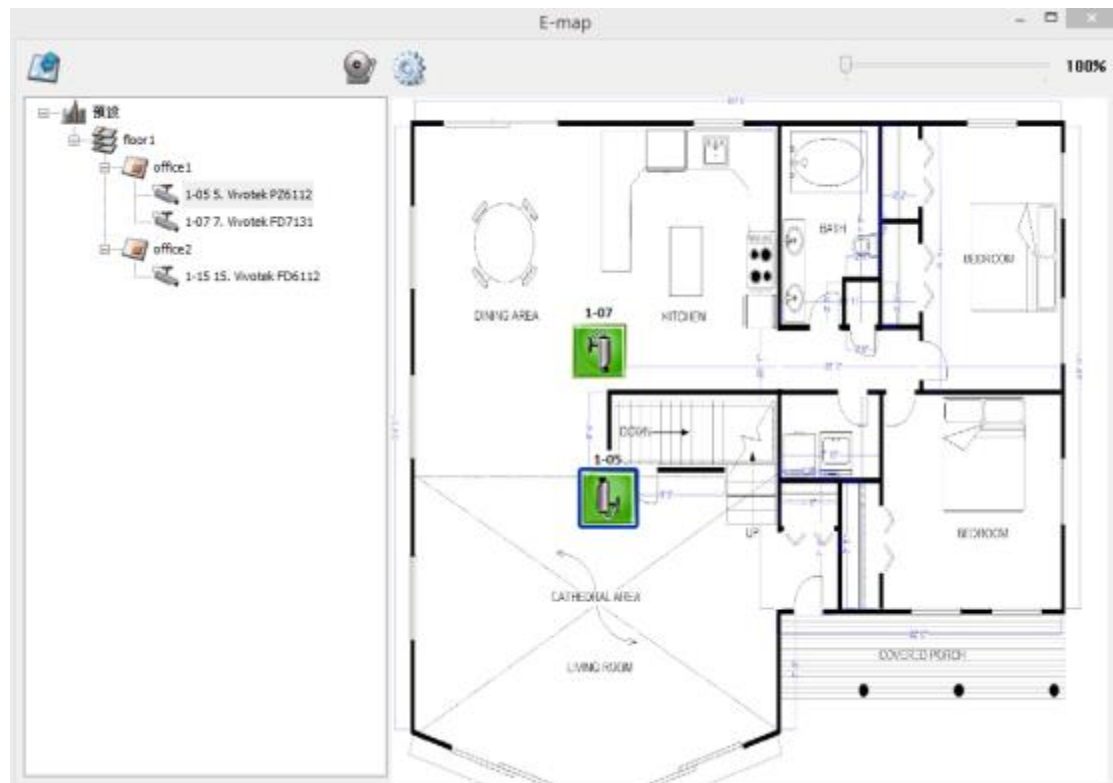 E-map
100%
預設
floor1
office1
1-05 5. Vivotek PZ6112
1-07 7. Vivotek FD7131
office2
1-15 15. Vivotek FD6112
BATH
BEDROOM
DINING AREA
1-07
KITCHEN
DOWN
1-05
UP
BEDROOM
CATHEDRAL AREA
COVERED PORCH
LIVING ROOM